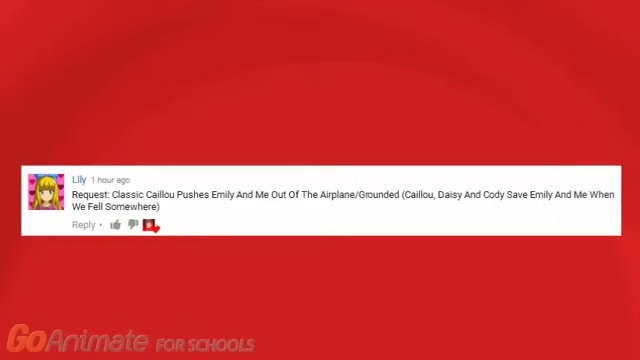 Lily 1 hour ago
Request: Classic Caillou Pushes Emily And Me Out Of The Airplane/Grounded (Caillou, Daisy And Cody Save Emily And Me When
We Fell Somewhere)
Reply •
GoAnimate FOR SCHOOLS